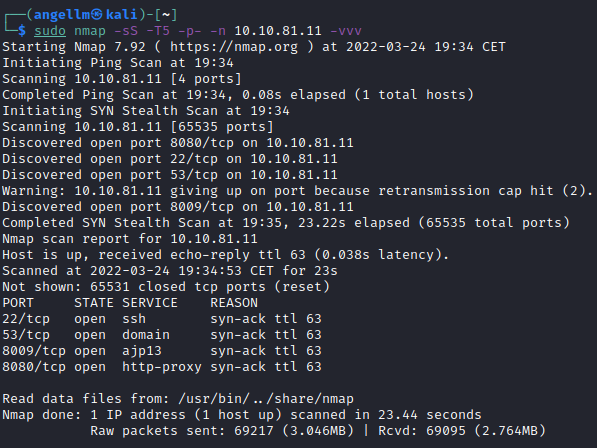 ┌──(angellm㉿kali)-[~]
└─$ sudo nmap -sS -T5 -p- -n 10.10.81.11 -vvv
Starting Nmap 7.92 ( https://nmap.org ) at 2022-03-24 19:34 CET
Initiating Ping Scan at 19:34
Scanning 10.10.81.11 [4 ports]
Completed Ping Scan at 19:34, 0.08s elapsed (1 total hosts)
Initiating SYN Stealth Scan at 19:34
Scanning 10.10.81.11 [65535 ports]
Discovered open port 8080/tcp on 10.10.81.11
Discovered open port 22/tcp on 10.10.81.11
Discovered open port 53/tcp on 10.10.81.11
Warning: 10.10.81.11 giving up on port because retransmission cap hit (2).
Discovered open port 8009/tcp on 10.10.81.11
Completed SYN Stealth Scan at 19:35, 23.22s elapsed (65535 total ports)
Nmap scan report for 10.10.81.11
Host is up, received echo-reply ttl 63 (0.038s latency).
Scanned at 2022-03-24 19:34:53 CET for 23s
Not shown: 65531 closed tcp ports (reset)
PORT     STATE SERVICE    REASON
22/tcp   open  ssh        syn-ack ttl 63
53/tcp   open  domain     syn-ack ttl 63
8009/tcp open  ajp13      syn-ack ttl 63
8080/tcp open  http-proxy syn-ack ttl 63
Read data files from: /usr/bin/../share/nmap
Nmap done: 1 IP address (1 host up) scanned in 23.44 seconds
           Raw packets sent: 69217 (3.046MB) | Rcvd: 69095 (2.764MB)